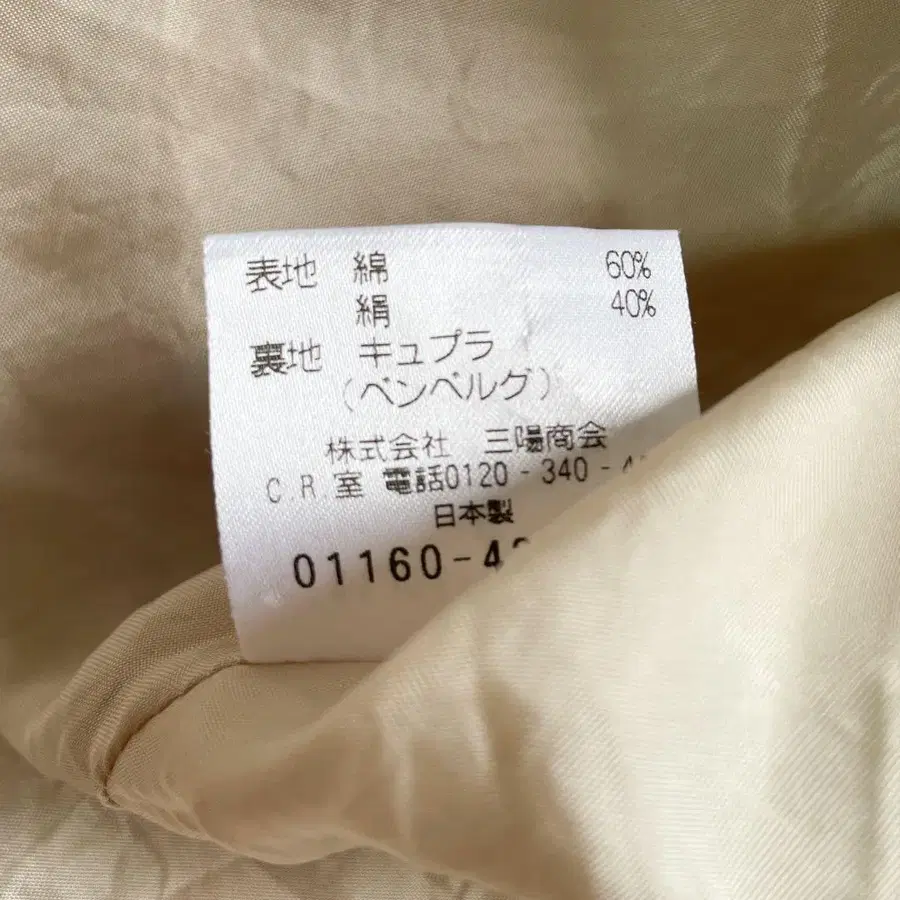 表地 綿 60%
絹 40%
裏地 キュプラ
(ベンベルグ)
株式会社 三陽商会
C.R.室 電話0120-340-4
日本製
01160-4